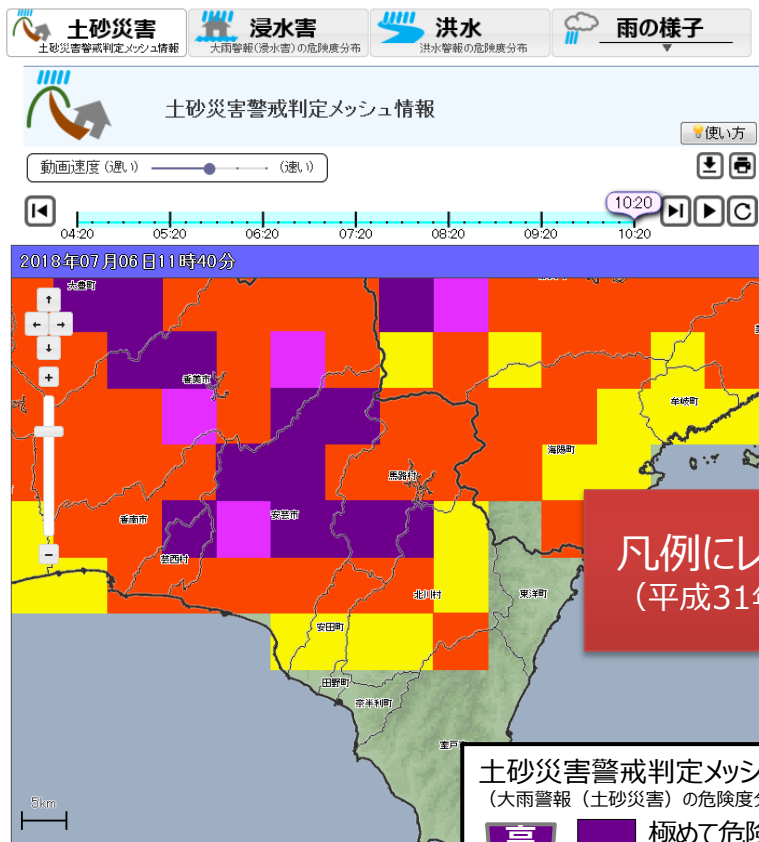 土砂災害
土砂災害警戒判定メッシュ情報
浸水害
大雨警報(浸水害)の危険度分布
洪水
洪水警報の危険度分布
雨の様子
土砂災害警戒判定メッシュ情報
使い方
動画速度 (遅い)
(速い)
10:20
04:20 05:20 06:20 07:20 08:20 09:20 10:20
2018年07月06日11時40分
大豊町
香美市
牟岐町
海陽町
馬路村
香南市
安芸市
芸西村
北川村
東洋町
安田町
田野町
奈半利町
室戸
凡例にレ
(平成31年
5km
土砂災害警戒判定メッシ
(大雨警報(土砂災害)の危険度分
高
極めて危険